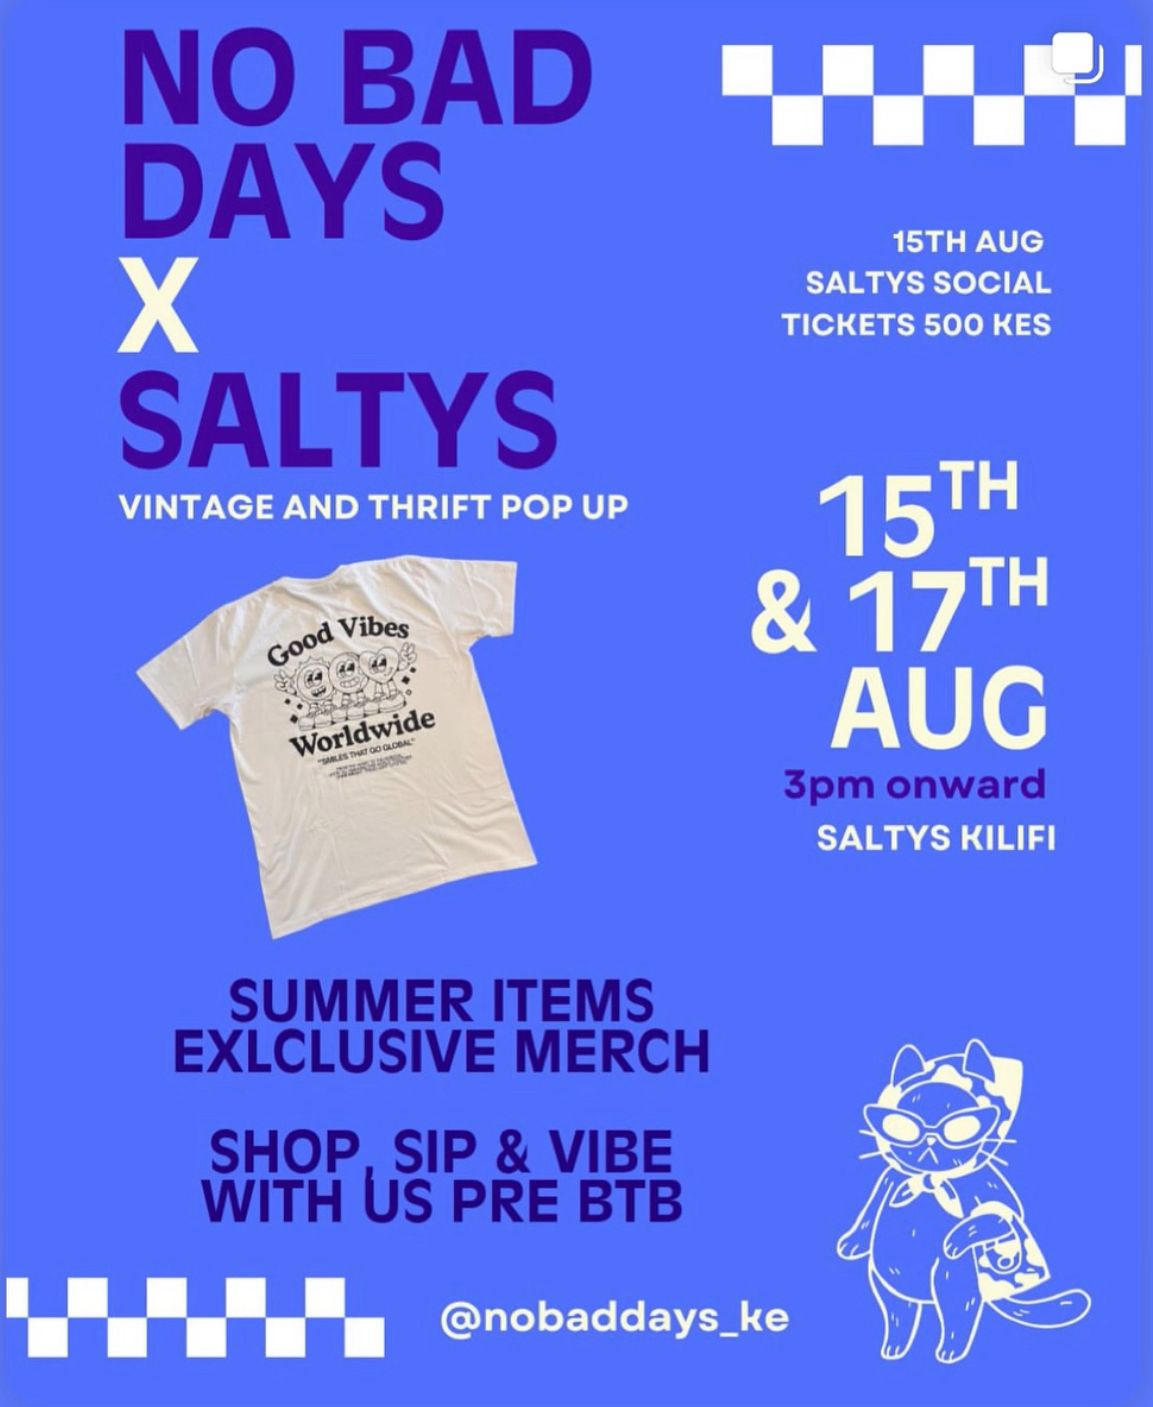 NO BAD
DAYS
X
SALTYS
VINTAGE AND THRIFT POP UP
15TH AUG
SALTYS SOCIAL
TICKETS 500 KES
15TH
& 17TH
AUG
3pm onward
SALTYS KILIFI
Good Vibes
Worldwide
"SMILES THAT GO GLOBAL"
SUMMER ITEMS
EXLCLUSIVE MERCH
SHOP, SIP & VIBE
WITH US PRE BTB
@nobaddays_ke